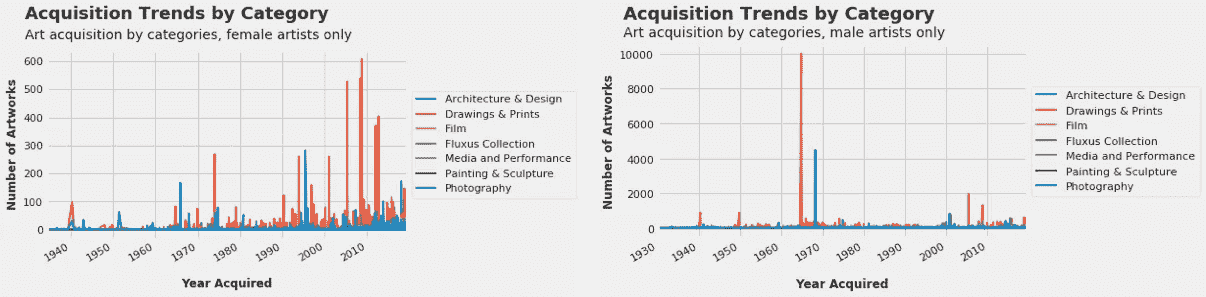 Acquisition Trends by Category
Art acquisition by categories, female artists only
Number of Artworks
600
500
400
300
200
100
0
1940
1950
1960
1970
1980
1990
2000
2010
Year Acquired
Architecture & Design
Drawings & Prints
Film
Fluxus Collection
Media and Performance
Painting & Sculpture
Photography
Acquisition Trends by Category
Art acquisition by categories, male artists only
Number of Artworks
10000
8000
6000
4000
2000
0
1930
1940
1950
1960
1970
1980
1990
2000
2010
Year Acquired
Architecture & Design
Drawings & Prints
Film
Fluxus Collection
Media and Performance
Painting & Sculpture
Photography